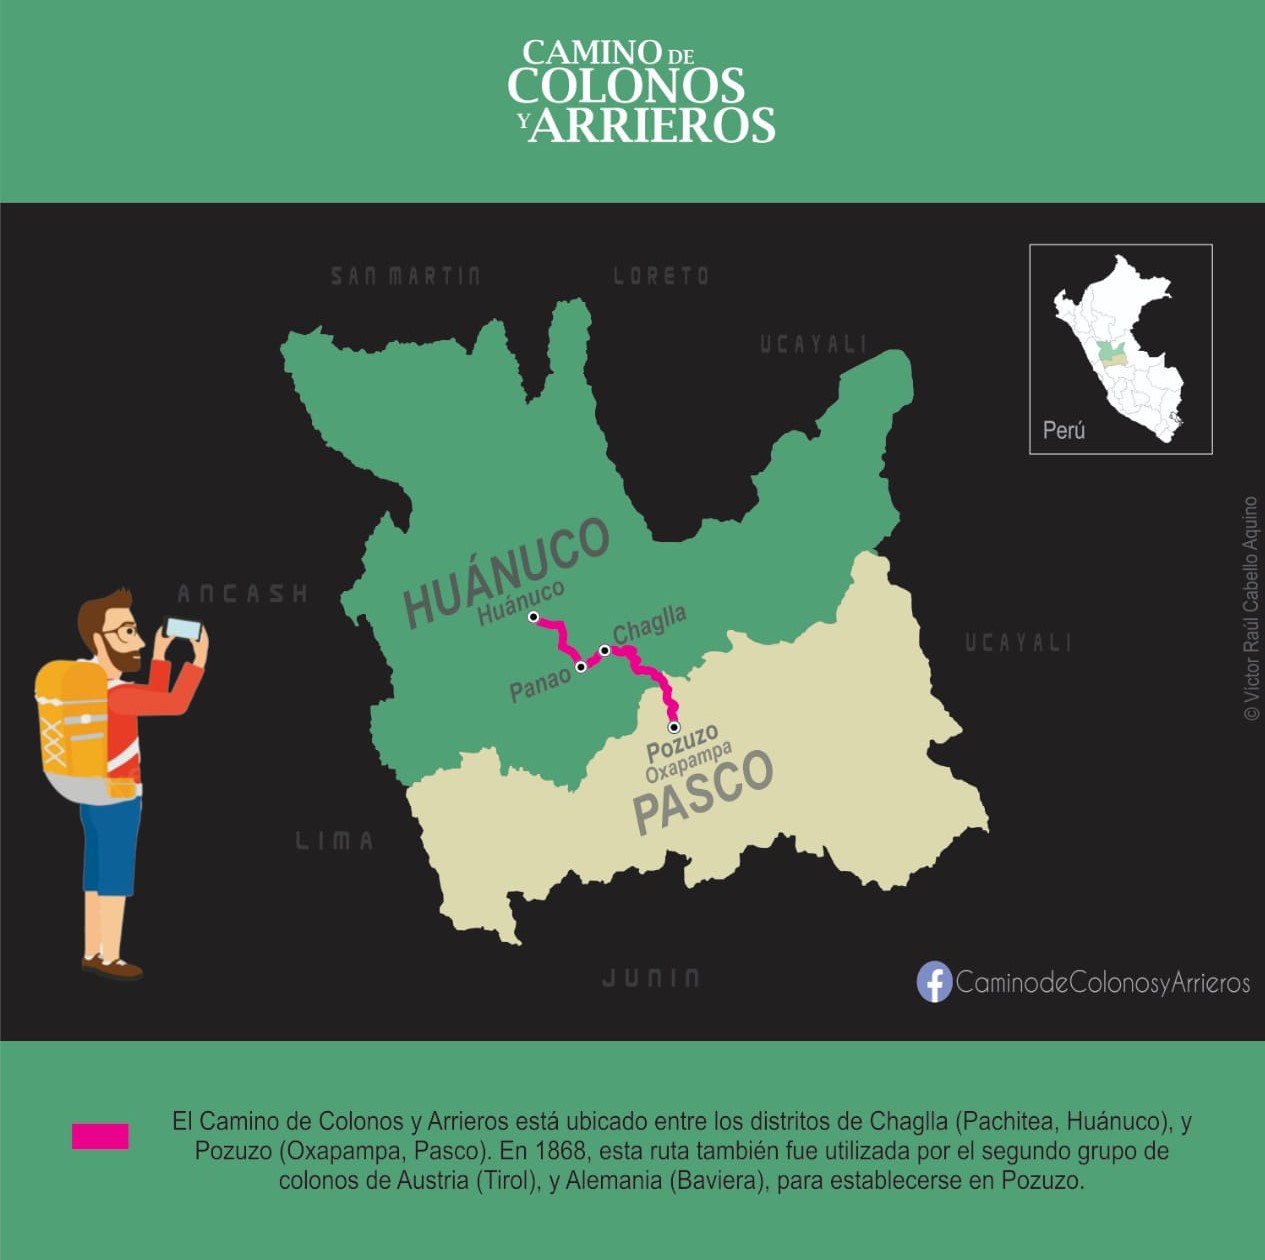 CAMINO DE
COLONOS
Y ARRIEROS
SAN MARTIN
LORETO
UCAYALI
Perú
HUÁNUCO
Huánuco
ANCASH
Chaglla
Panao
UCAYALI
Pozuzo
Oxapampa
PASCO
LIMA
JUNIN
© Víctor Raúl Cabello Aquino
f CaminodeColonosyArrieros
El Camino de Colonos y Arrieros está ubicado entre los distritos de Chaglla (Pachitea, Huánuco), y
Pozuzo (Oxapampa, Pasco). En 1868, esta ruta también fue utilizada por el segundo grupo de
colonos de Austria (Tirol), y Alemania (Baviera), para establecerse en Pozuzo.